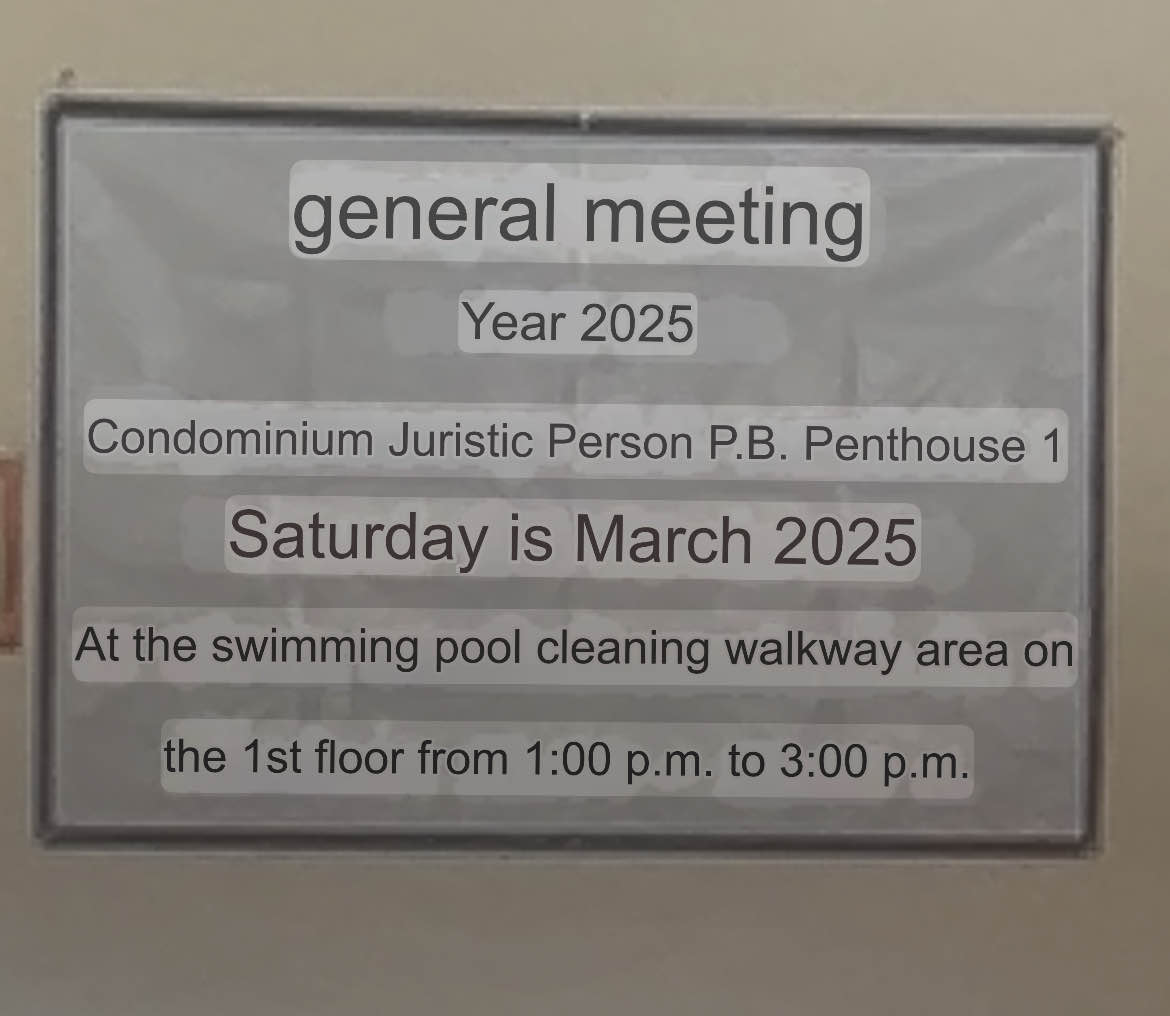 general meeting
Year 2025
Condominium Juristic Person P.B. Penthouse 1
Saturday is March 2025
At the swimming pool cleaning walkway area on
the 1st floor from 1:00 p.m. to 3:00 p.m.